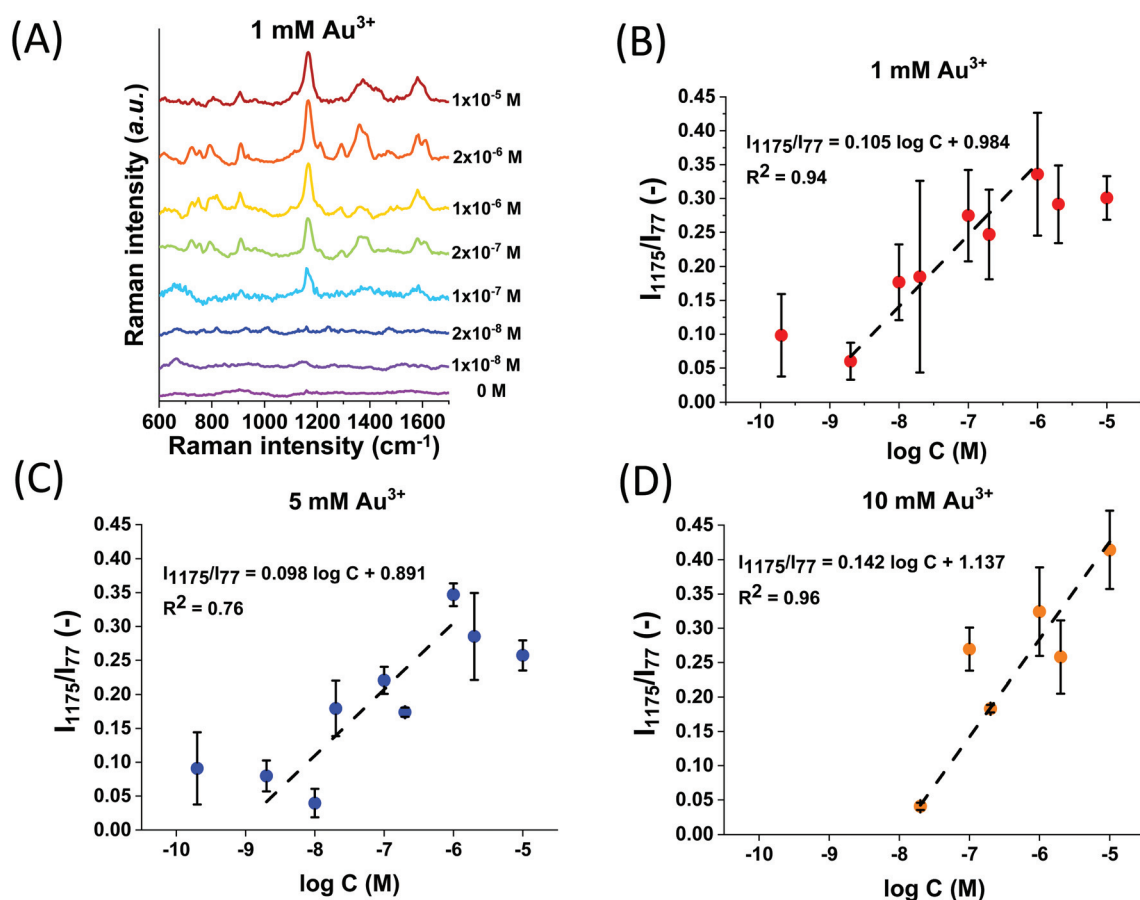 (A)
1 mM Au³⁺
Raman intensity (a.u.)
1x10⁻⁵ M
2x10⁻⁶ M
1x10⁻⁶ M
2x10⁻⁷ M
1x10⁻⁷ M
2x10⁻⁸ M
1x10⁻⁸ M
0 M
600 800 1000 1200 1400 1600
Raman intensity (cm⁻¹)
(B)
1 mM Au³⁺
I₁₁₇₅/I₇₇ = 0.105 log C + 0.984
R² = 0.94
I₁₁₇₅/I₇₇ (-)
0.45
0.40
0.35
0.30
0.25
0.20
0.15
0.10
0.05
0.00
-10 -9 -8 -7 -6 -5
log C (M)
(C)
5 mM Au³⁺
I₁₁₇₅/I₇₇ = 0.098 log C + 0.891
R² = 0.76
I₁₁₇₅/I₇₇ (-)
0.45
0.40
0.35
0.30
0.25
0.20
0.15
0.10
0.05
0.00
-10 -9 -8 -7 -6 -5
log C (M)
(D)
10 mM Au³⁺
I₁₁₇₅/I₇₇ = 0.142 log C + 1.137
R² = 0.96
I₁₁₇₅/I₇₇ (-)
0.45
0.40
0.35
0.30
0.25
0.20
0.15
0.10
0.05
0.00
-10 -9 -8 -7 -6 -5
log C (M)